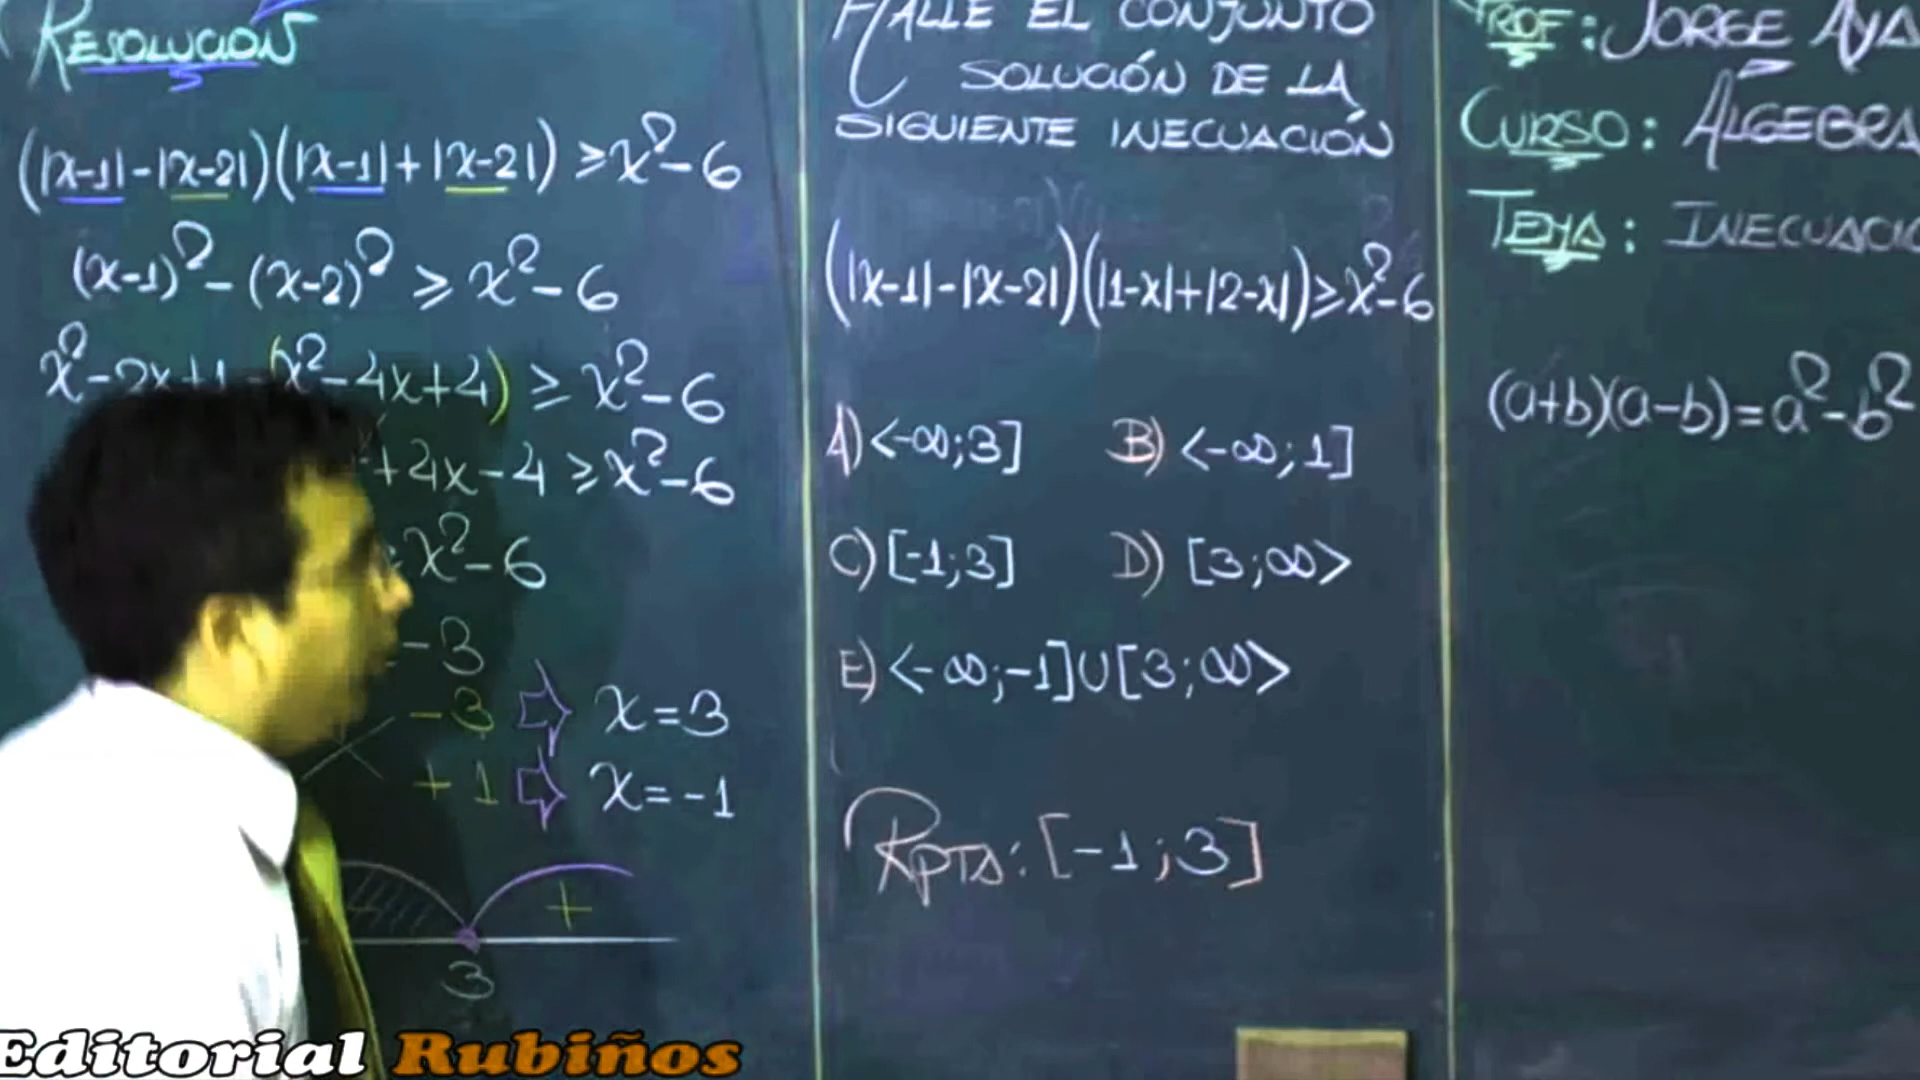 RESOLUCIÓN
(|x-1|-|x-2|)(|x-1|+|x-2|) ≥ x²-6
(x-1)² - (x-2)² ≥ x²-6
x²-2x+1-(x²-4x+4) ≥ x²-6
+4x-4 ≥ x²-6
x²-6
-3
-3 ⇨ x=3
+1 ⇨ x=-1
+
3
HALLE EL CONJUNTO
SOLUCIÓN DE LA
SIGUIENTE INECUACIÓN
(|x-1|-|x-2|)(|1-x|+|2-x|) ≥ x²-6
A) <-∞;3] B) <-∞;1]
C) [-1;3] D) [3;∞>
E) <-∞;-1]∪[3;∞>
RPTA: [-1;3]
PROF: JORGE AYA
CURSO: ÁLGEBRA
TEMA: INECUACIO
(a+b)(a-b)=a²-b²
Editorial Rubiños